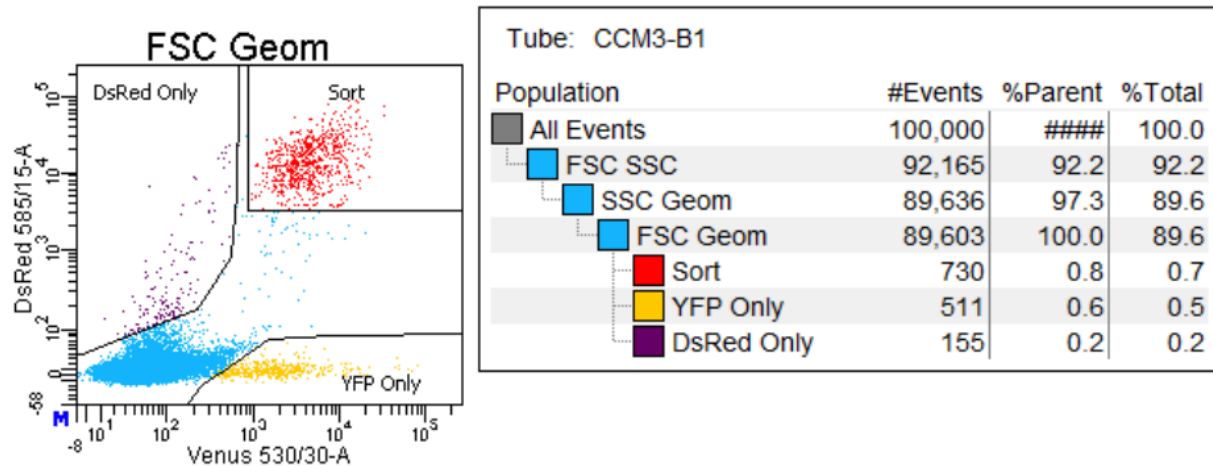 FSC Geom
DsRed Only
Sort
YFP Only
DsRed 585/15-A
10^5
10^4
10^3
10^2
0
-58
M
-8 10^1 10^2 10^3 10^4 10^5
Venus 530/30-A
Tube: CCM3-B1
Population #Events %Parent %Total
All Events 100,000 #### 100.0
FSC SSC 92,165 92.2 92.2
SSC Geom 89,636 97.3 89.6
FSC Geom 89,603 100.0 89.6
Sort 730 0.8 0.7
YFP Only 511 0.6 0.5
DsRed Only 155 0.2 0.2